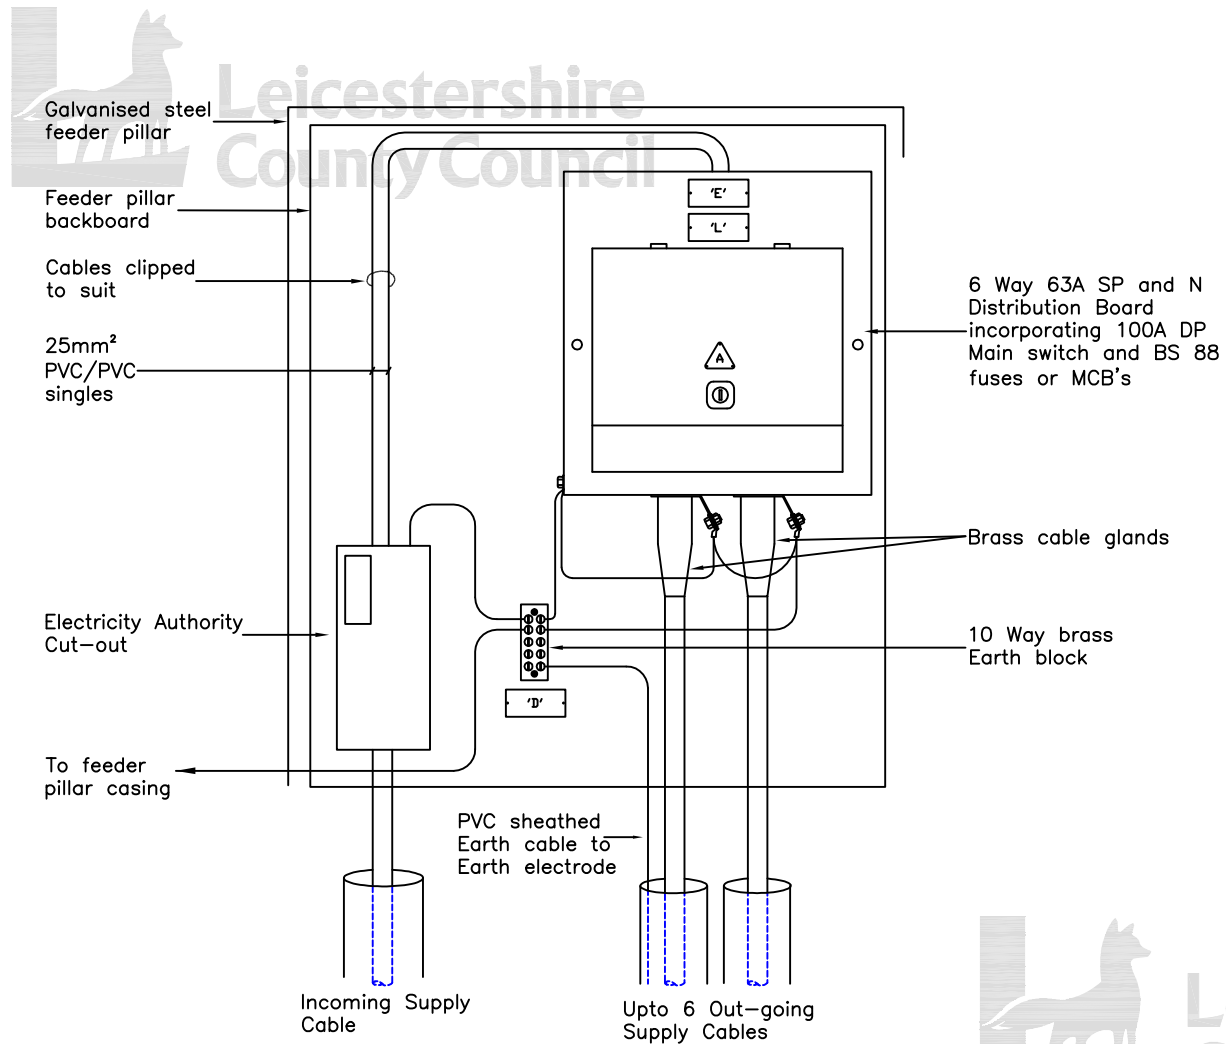 Leicestershire
County Council
Galvanised steel
feeder pillar
Feeder pillar
backboard
'E'
'L'
Cables clipped
to suit
6 Way 63A SP and N
Distribution Board
incorporating 100A DP
Main switch and BS 88
fuses or MCB's
25mm²
PVC/PVC
singles
A
Brass cable glands
Electricity Authority
Cut-out
10 Way brass
Earth block
'D'
To feeder
pillar casing
PVC sheathed
Earth cable to
Earth electrode
Incoming Supply
Cable
Upto 6 Out-going
Supply Cables
L